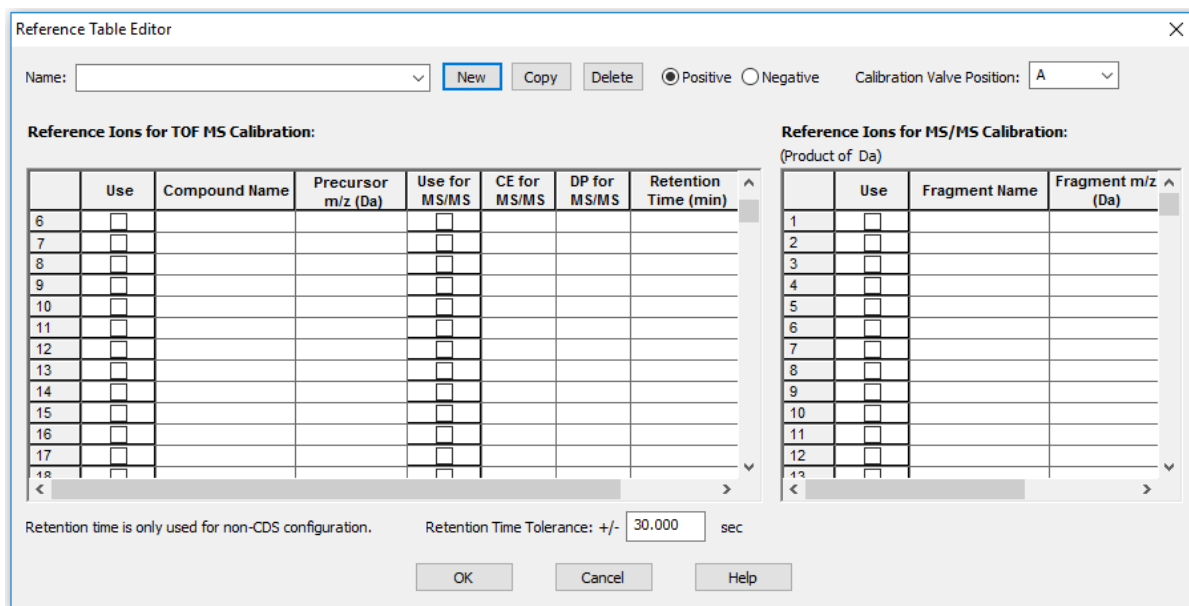 Reference Table Editor
Name: New Copy Delete Positive Negative Calibration Valve Position: A
Reference Ions for TOF MS Calibration:
Reference Ions for MS/MS Calibration:
(Product of Da)
Use Compound Name Precursor m/z (Da) Use for MS/MS CE for MS/MS DP for MS/MS Retention Time (min)
6
7
8
9
10
11
12
13
14
15
16
17
18
Use Fragment Name Fragment m/z (Da)
1
2
3
4
5
6
7
8
9
10
11
12
13
Retention time is only used for non-CDS configuration. Retention Time Tolerance: +/- 30.000 sec
OK Cancel Help